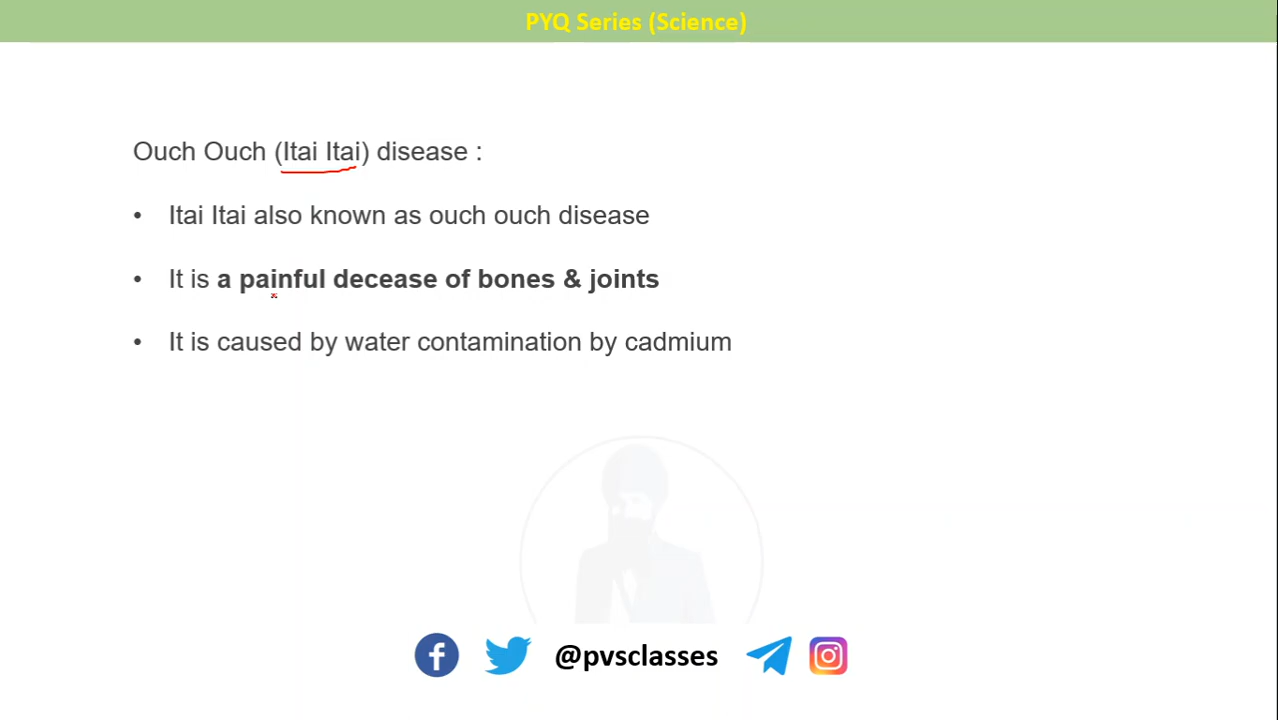 PYQ Series (Science)
Ouch Ouch (Itai Itai) disease :
• Itai Itai also known as ouch ouch disease
• It is a painful decease of bones & joints
• It is caused by water contamination by cadmium
@pvsclasses